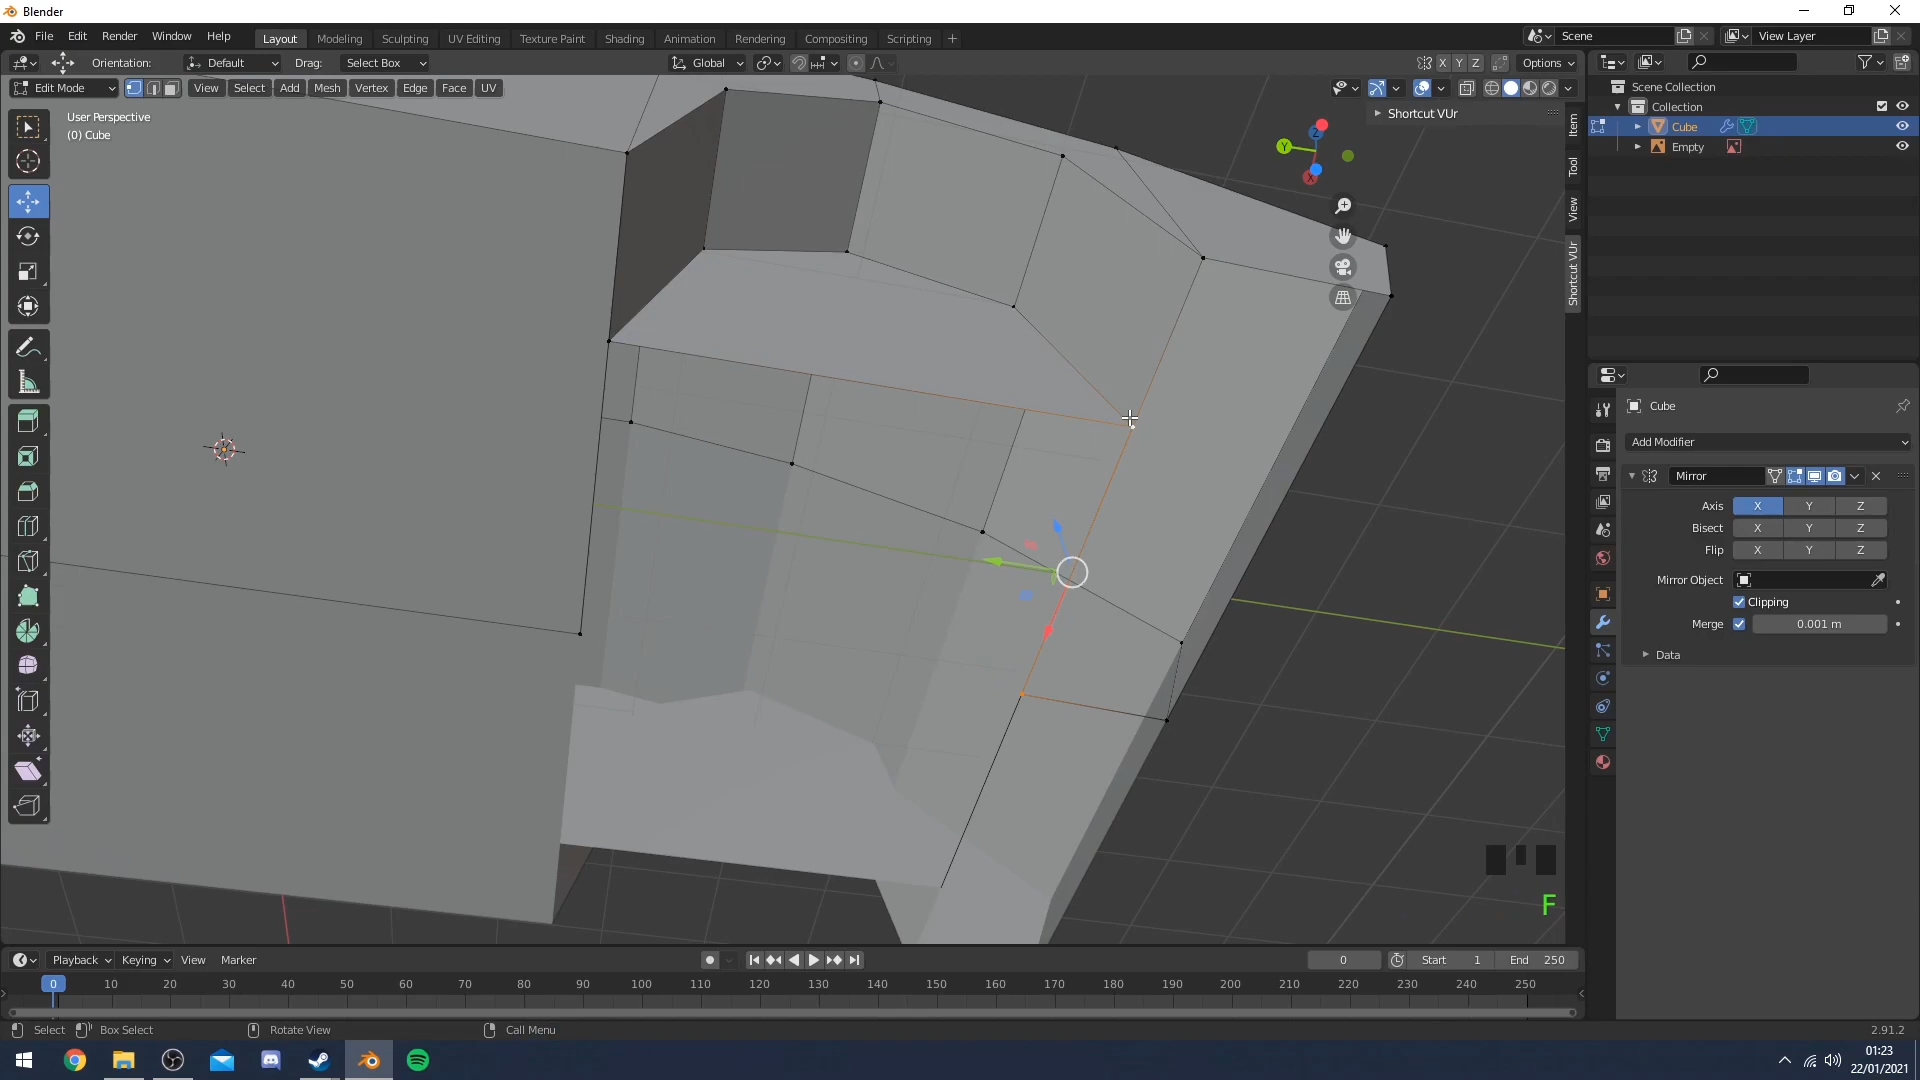 Blender
File Edit Render Window Help
Layout Modeling Sculpting UV Editing Texture Paint Shading Animation Rendering Compositing Scripting +
Scene
View Layer
Orientation: Default Drag: Select Box
Global
X Y Z
Options
Edit Mode
View Select Add Mesh Vertex Edge Face UV
User Perspective
(0) Cube
Shortcut VUr
Item
Tool
View
Shortcut VUr
Z
Y
X
F
Scene Collection
Collection
Cube
Empty
Cube
Add Modifier
Mirror
Axis X Y Z
Bisect X Y Z
Flip X Y Z
Mirror Object
Clipping
Merge 0.001 m
Data
Playback Keying View Marker
0
Start 1
End 250
0 10 20 30 40 50 60 70 80 90 100 110 120 130 140 150 160 170 180 190 200 210 220 230 240 250
Select Box Select Rotate View Call Menu
2.91.2
01:23
22/01/2021